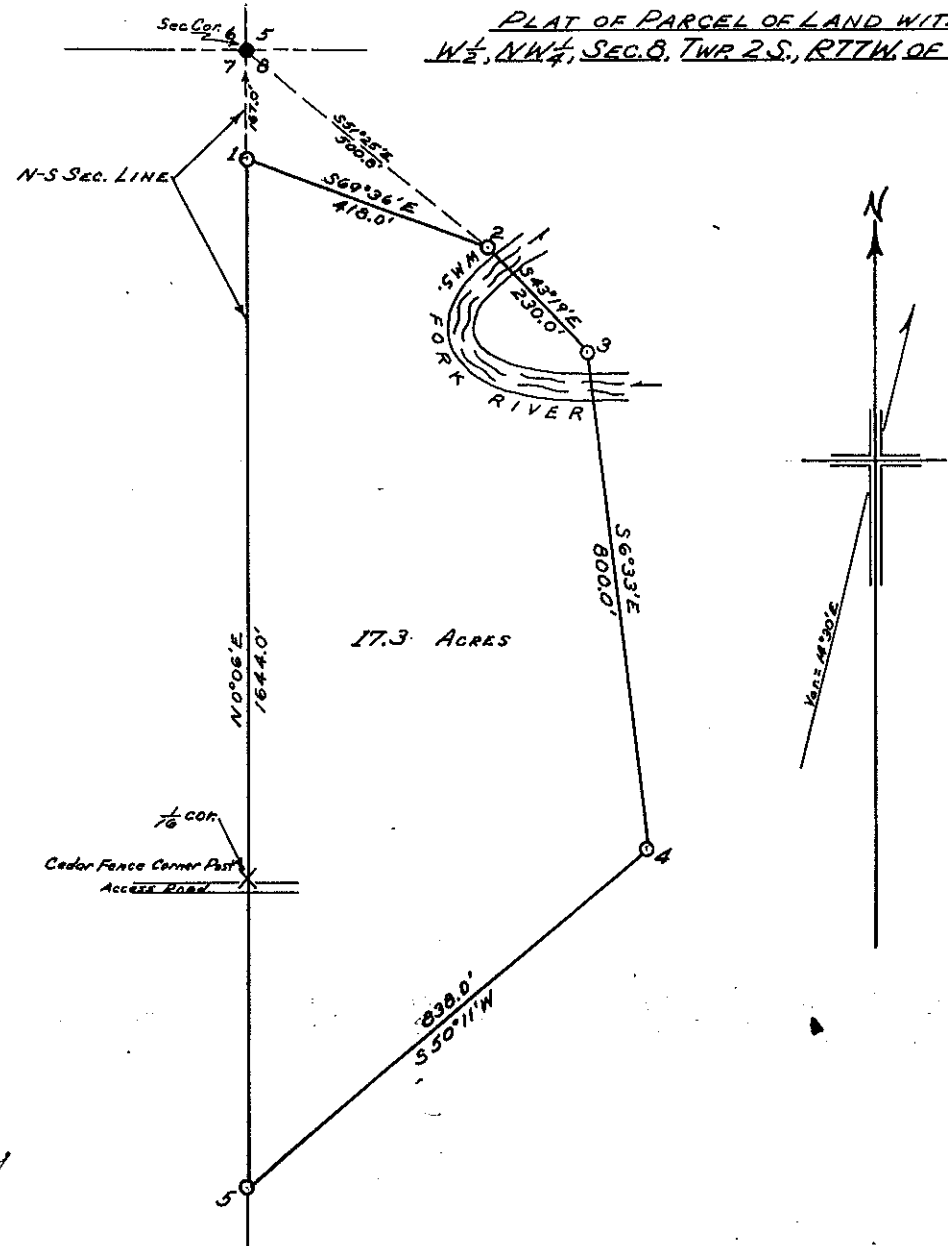 PLAT OF PARCEL OF LAND WIT
W½, NW¼, SEC. 8, TWP. 2 S., R77W, OF
Sec Cor. 6 5
7 8
167.0'
S51°25'E
500.8'
N-S SEC. LINE
1
S69°36'E
418.0'
2
S43°19'E
230.0'
3
WMS.
FORK
RIVER
N
S6°33'E
800.0'
17.3 ACRES
N0°06'E
1644.0'
Var = 14°30'E
1/16 cor.
Cedar Fence Corner Post
Access Road
4
838.0'
S50°11'W
5